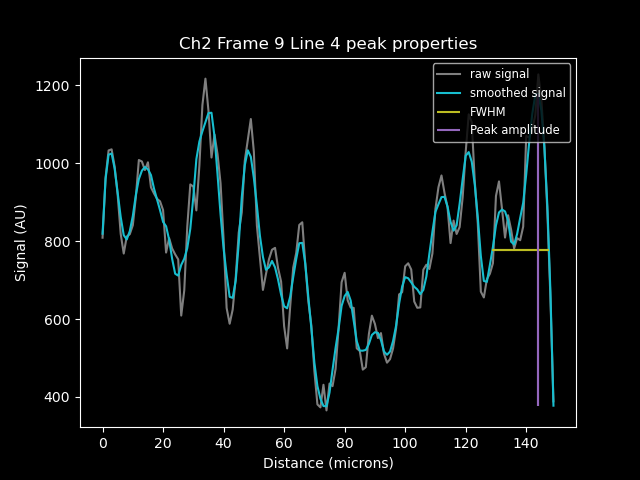 Ch2 Frame 9 Line 4 peak properties
raw signal
smoothed signal
FWHM
Peak amplitude
1200
1000
800
600
400
Signal (AU)
0 20 40 60 80 100 120 140
Distance (microns)